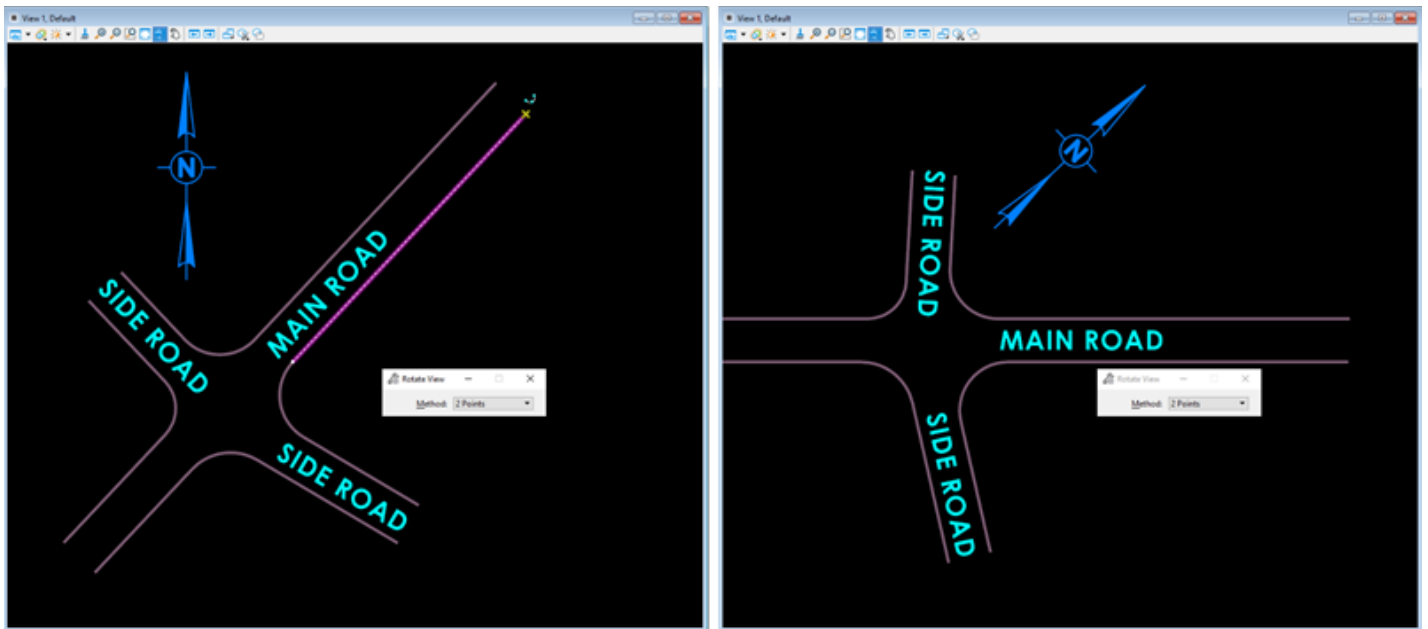 View 1, Default
N
MAIN ROAD
SIDE ROAD
Rotate View
Method: 2 Points
SIDE ROAD
View 1, Default
N
SIDE ROAD
MAIN ROAD
Rotate View
Method: 2 Points
SIDE ROAD